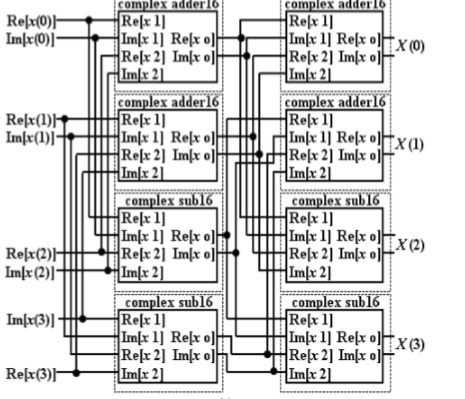 complex adder16 complex adder16
Re[x(0)] Re[x 1] Re[x 1]
Im[x(0)] Im[x 1] Re[x o] Im[x 1] Re[x o] X(0)
Re[x 2] Im[x o] Re[x 2] Im[x o]
Im[x 2] Im[x 2]
complex adder16 complex adder16
Re[x(1)] Re[x 1] Re[x 1]
Im[x(1)] Im[x 1] Re[x o] Im[x 1] Re[x o] X(1)
Re[x 2] Im[x o] Re[x 2] Im[x o]
Im[x 2] Im[x 2]
complex sub16 complex sub16
Re[x 1] Re[x 1]
Im[x 1] Re[x o] Im[x 1] Re[x o] X(2)
Re[x(2)] Re[x 2] Im[x o] Re[x 2] Im[x o]
Im[x(2)] Im[x 2] Im[x 2]
complex sub16 complex sub16
Im[x(3)] Re[x 1] Re[x 1]
Im[x 1] Re[x o] Im[x 1] Re[x o] X(3)
Re[x 2] Im[x o] Re[x 2] Im[x o]
Re[x(3)] Im[x 2] Im[x 2]